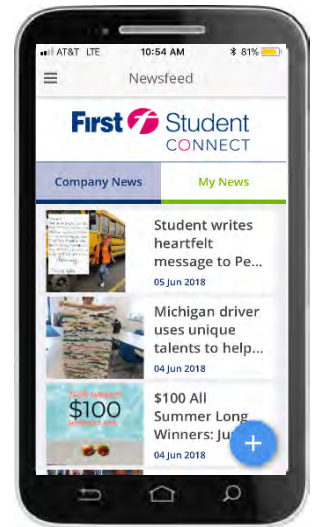 AT&T LTE 10:54 AM 81%
Newsfeed
First Student
CONNECT
Company News My News
Student writes
heartfelt
message to Pe...
05 Jun 2018
Michigan driver
uses unique
talents to help...
04 Jun 2018
$100
$100 All
Summer Long
Winners: Ju
04 Jun 2018
+